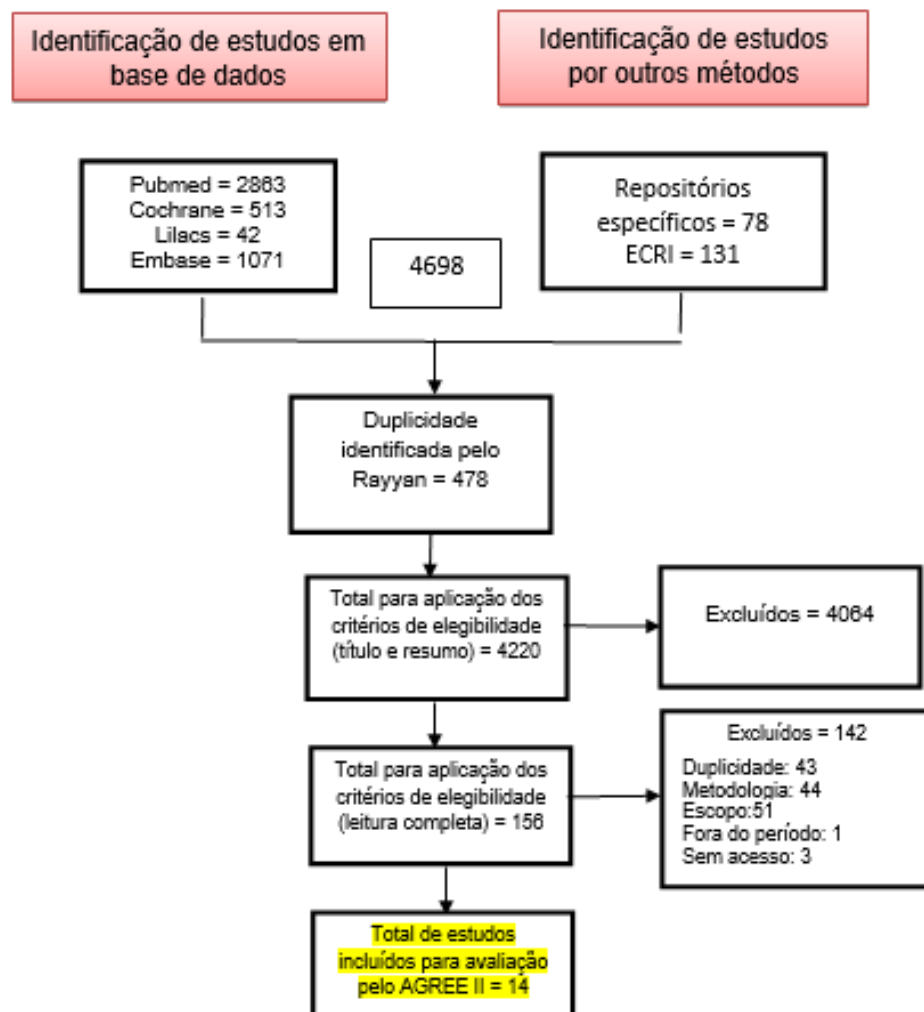 Identificação de estudos em
base de dados
Identificação de estudos
por outros métodos
Pubmed = 2863
Cochrane = 513
Lilacs = 42
Embase = 1071
4698
Repositórios
específicos = 78
ECRI = 131
Duplicidade
identificada pelo
Rayyan = 478
Total para aplicação dos
critérios de elegibilidade
(título e resumo) = 4220
Excluídos = 4064
Total para aplicação dos
critérios de elegibilidade
(leitura completa) = 156
Excluídos = 142
Duplicidade: 43
Metodologia: 44
Escopo:51
Fora do período: 1
Sem acesso: 3
Total de estudos
incluídos para avaliação
pelo AGREE II = 14